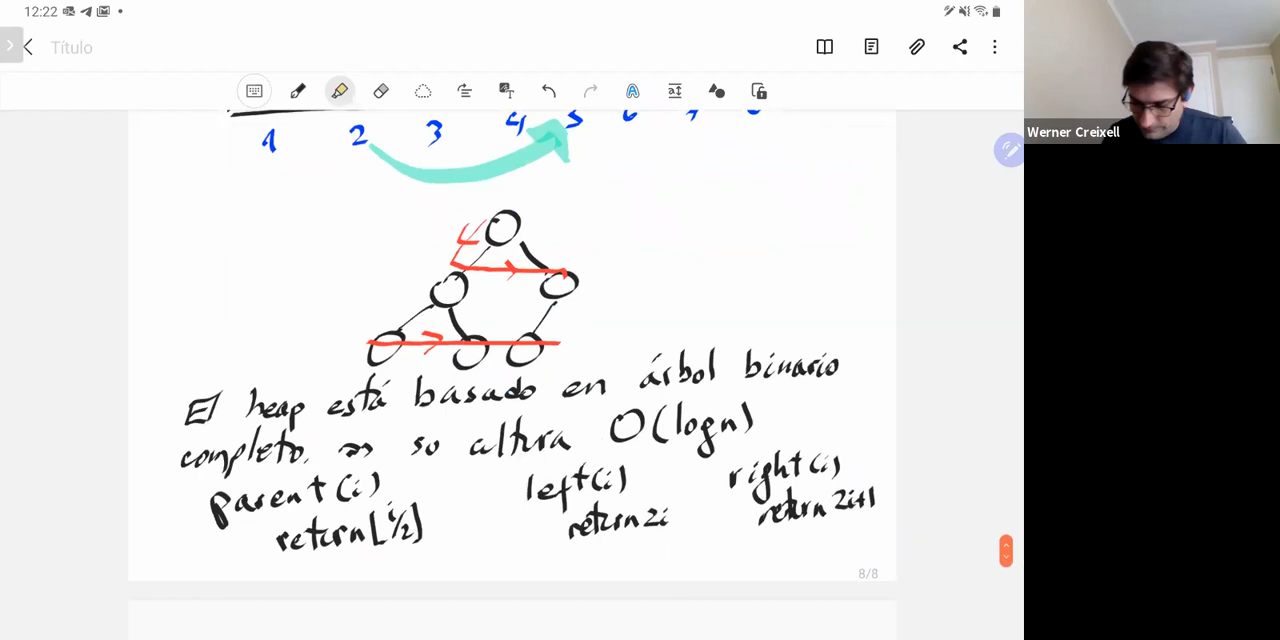 12:22
Título
1 2 3 4 5
Werner Creixell
El heap está basado en árbol binario
completo. ⇒ su altura O(log n)
parent(i) left(i) right(i)
return ⌊i/2⌋ return 2i return 2i+1
8/8